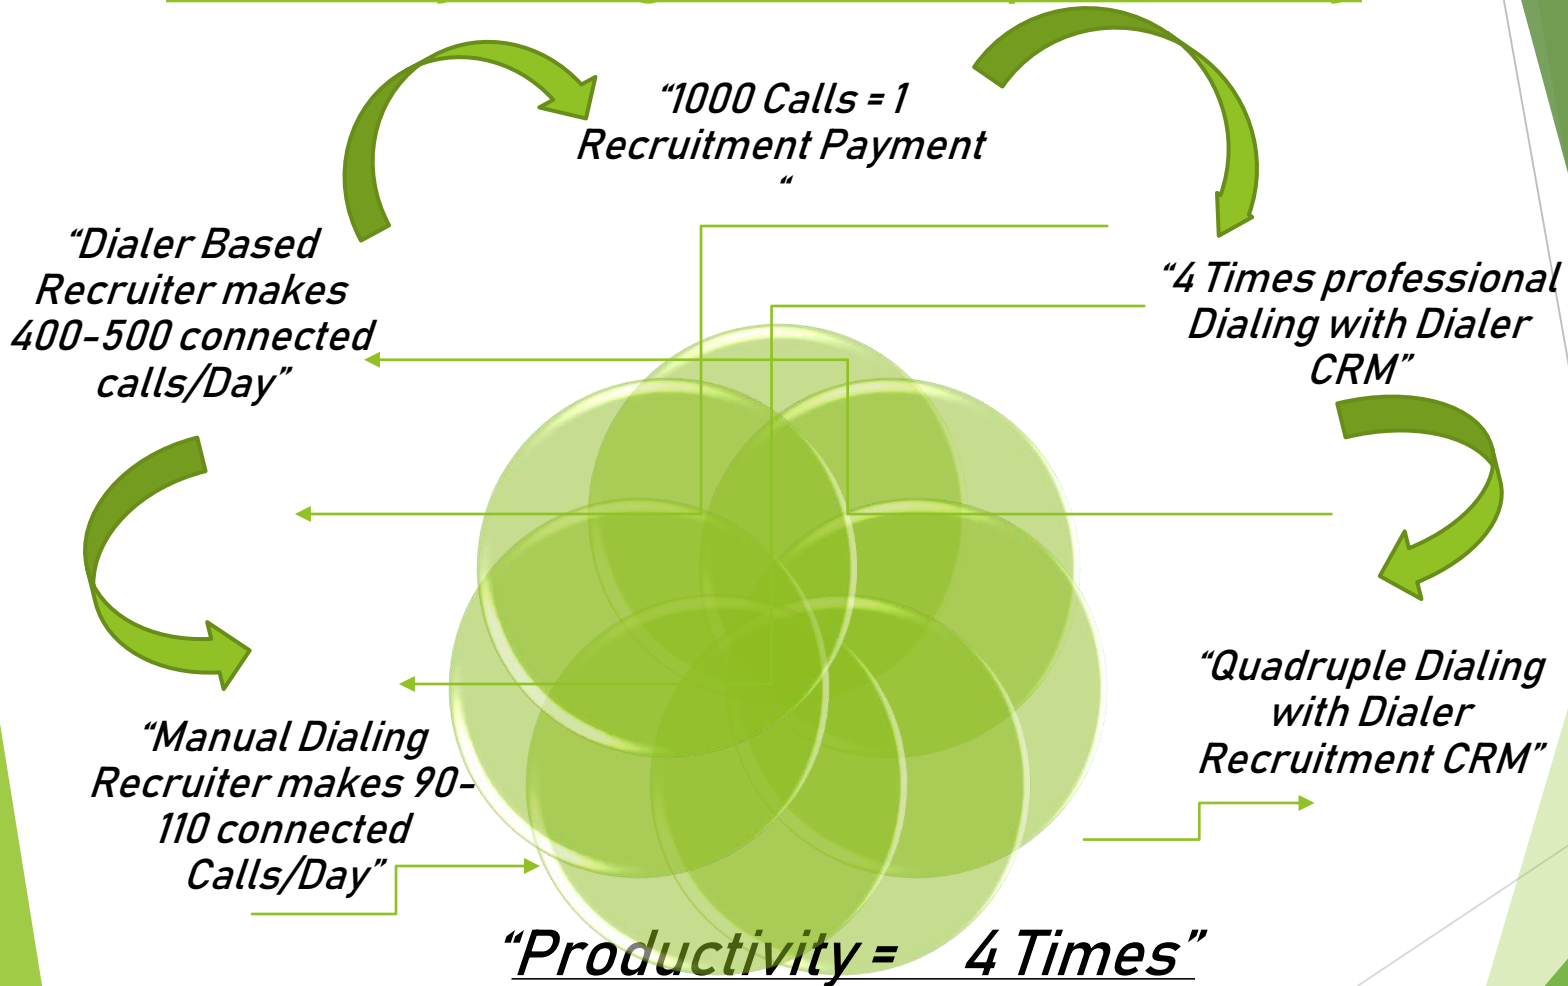 “1000 Calls = 1
Recruitment Payment
“
“Dialer Based
Recruiter makes
400-500 connected
calls/Day”
“4 Times professional
Dialing with Dialer
CRM”
“Manual Dialing
Recruiter makes 90-
110 connected
Calls/Day”
“Quadruple Dialing
with Dialer
Recruitment CRM”
“Productivity = 4 Times”